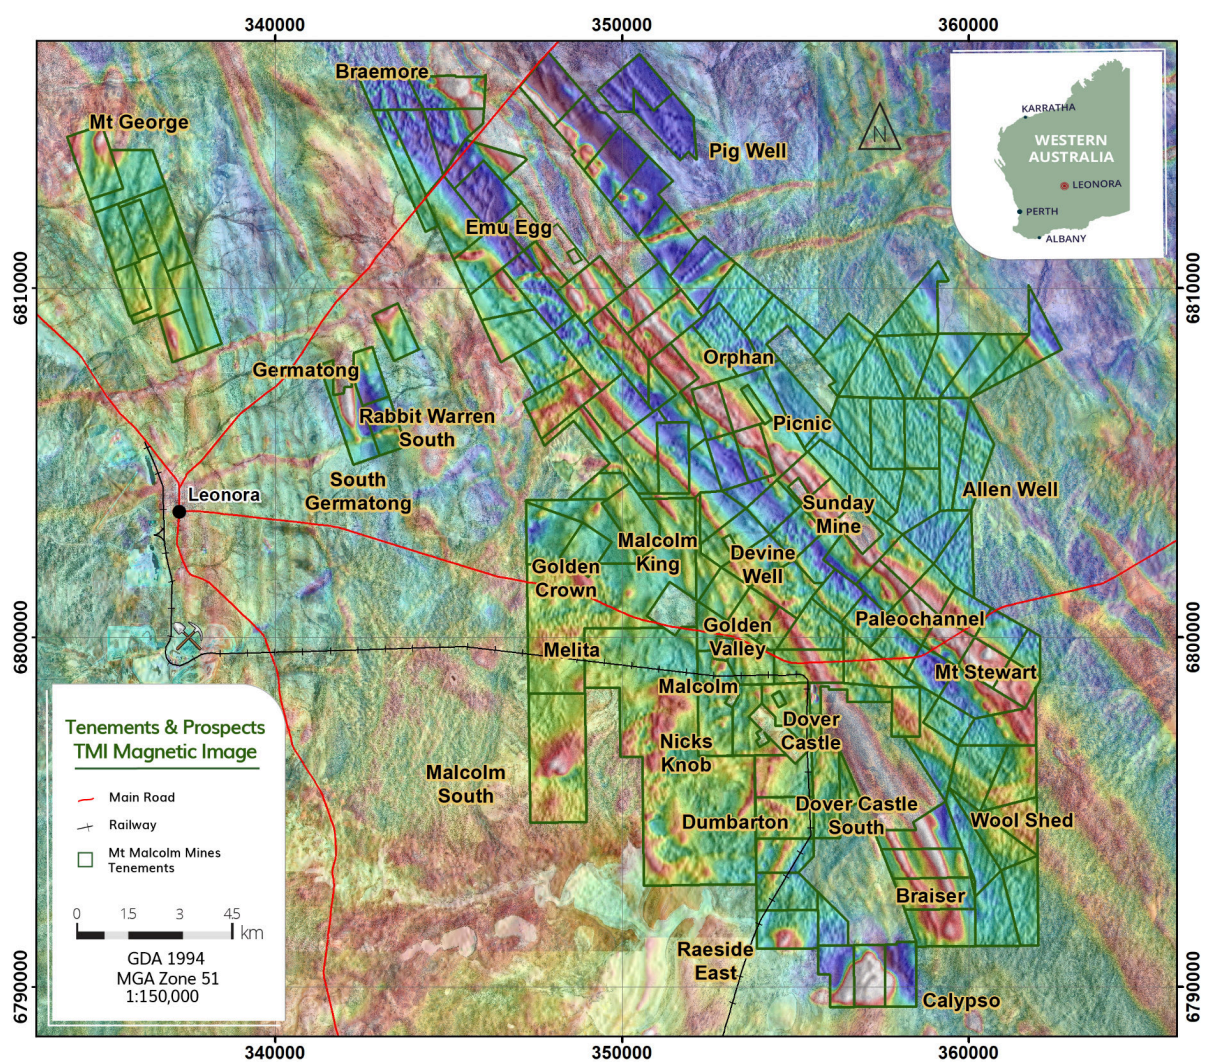 340000
350000
360000
Braemore
Mt George
Pig Well
N
KARRATHA
WESTERN
AUSTRALIA
LEONORA
PERTH
ALBANY
Emu Egg
6810000
6810000
Germatong
Orphan
Rabbit Warren
South
Picnic
South
Germatong
Leonora
Allen Well
Sunday
Mine
Malcolm
King
Devine
Well
Golden
Crown
Paleochannel
Golden
Valley
6800000
6800000
Melita
Mt Stewart
Malcolm
Dover
Castle
Nicks
Knob
Malcolm
South
Dover Castle
South
Dumbarton
Wool Shed
Braiser
Raeside
East
Calypso
6790000
6790000
Tenements & Prospects
TMI Magnetic Image
Main Road
Railway
Mt Malcolm Mines
Tenements
0 1.5 3 4.5
km
GDA 1994
MGA Zone 51
1:150,000
340000
350000
360000